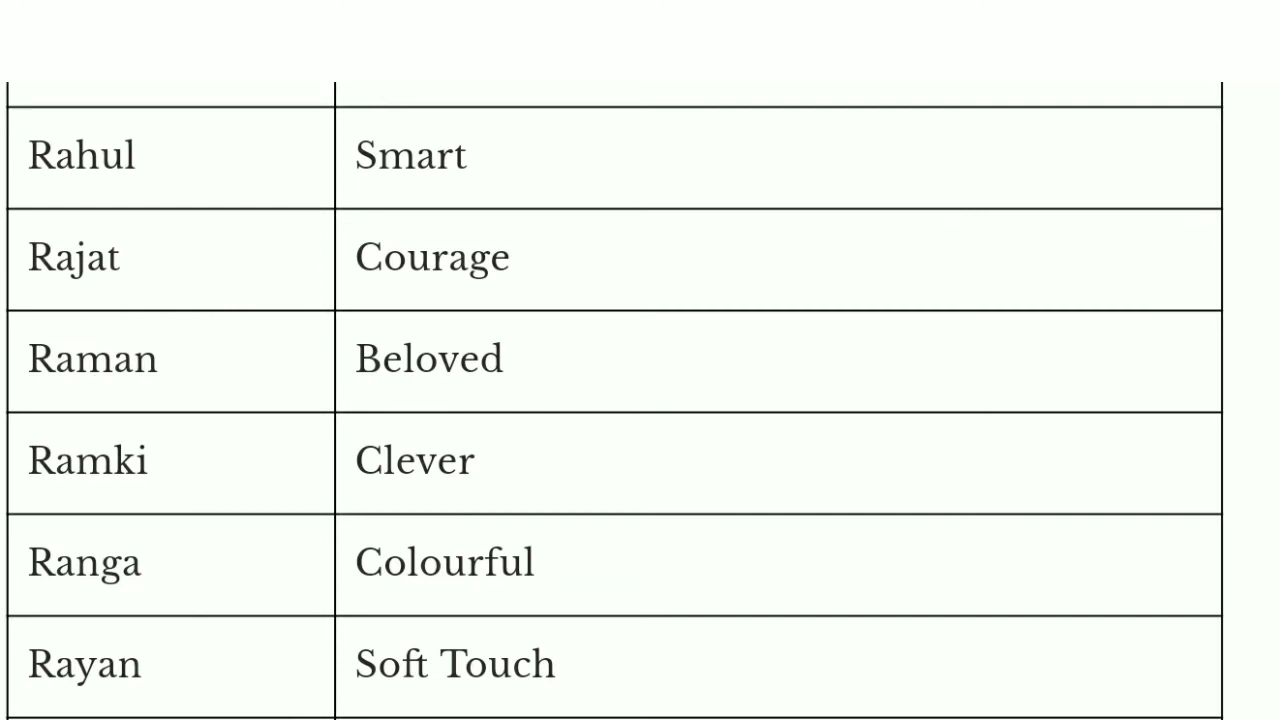 Rahul Smart
Rajat Courage
Raman Beloved
Ramki Clever
Ranga Colourful
Rayan Soft Touch